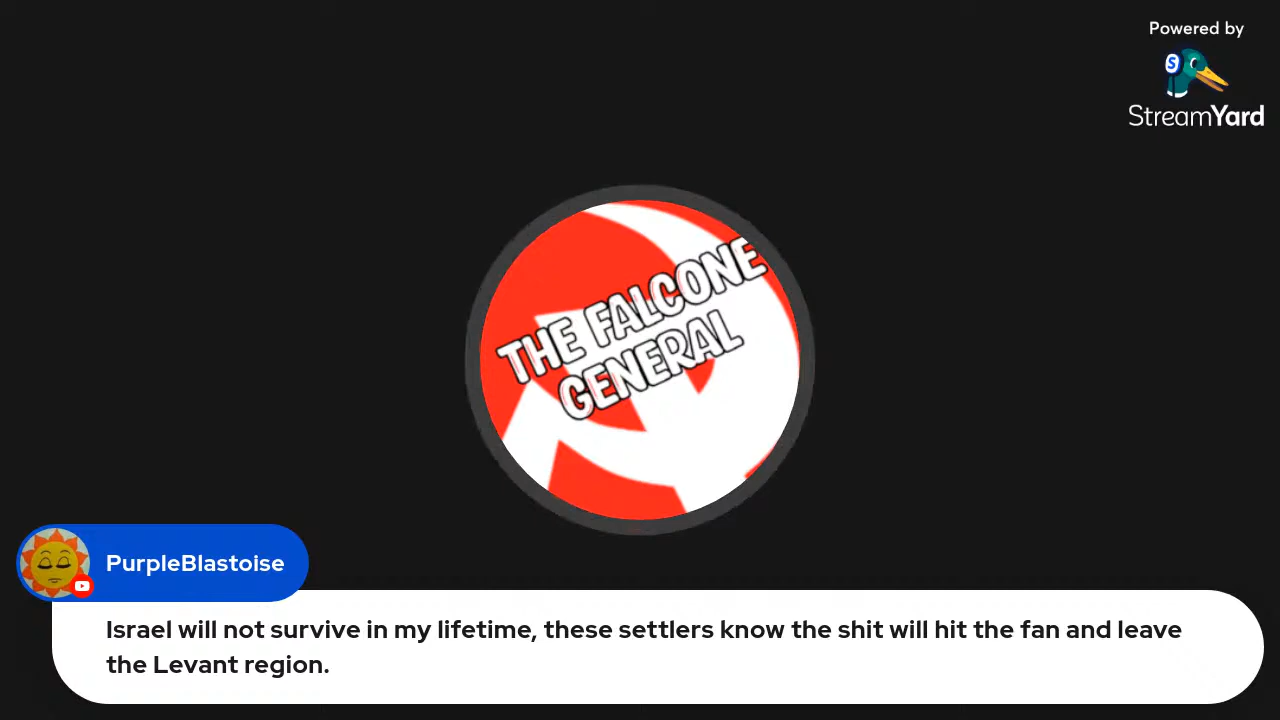 Powered by
S
StreamYard
THE FALCONE
GENERAL
PurpleBlastoise
Israel will not survive in my lifetime, these settlers know the shit will hit the fan and leave
the Levant region.